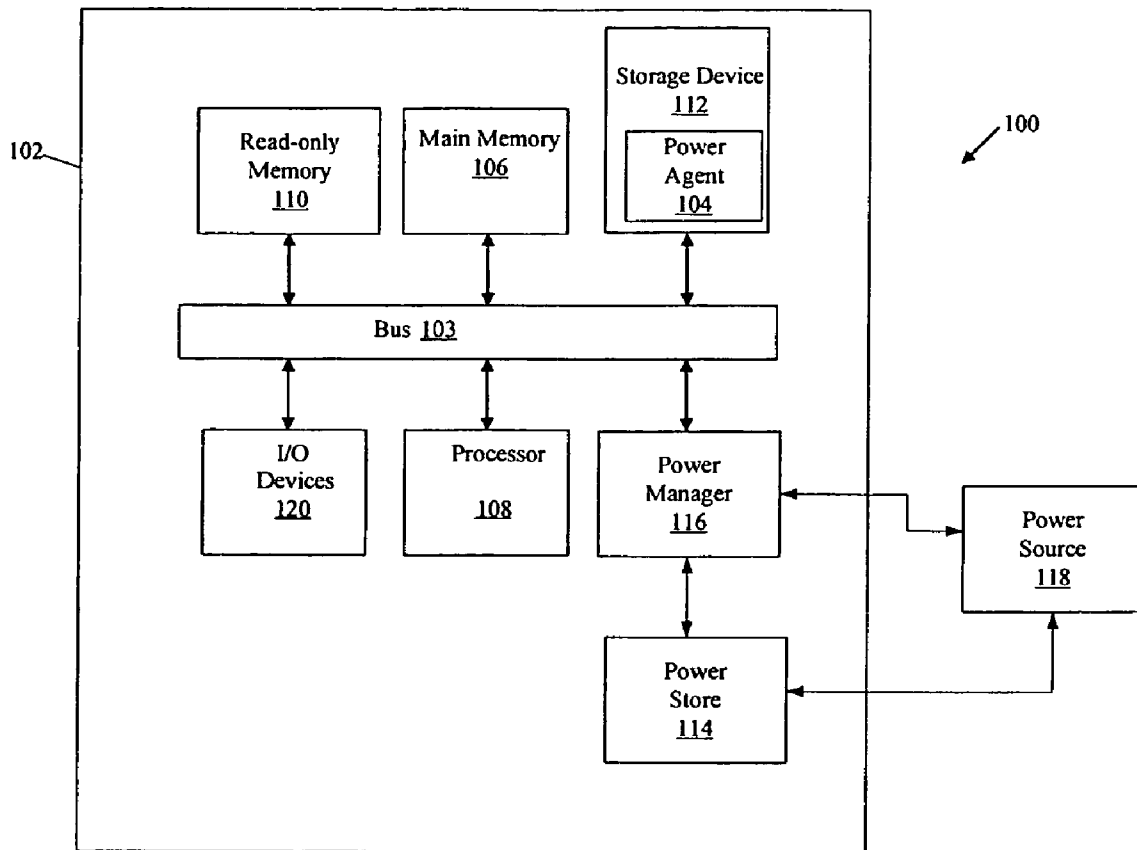 Storage Device
112
Power
Agent
104
100
102
Read-only
Memory
110
Main Memory
106
Bus 103
I/O
Devices
120
Processor
108
Power
Manager
116
Power
Source
118
Power
Store
114